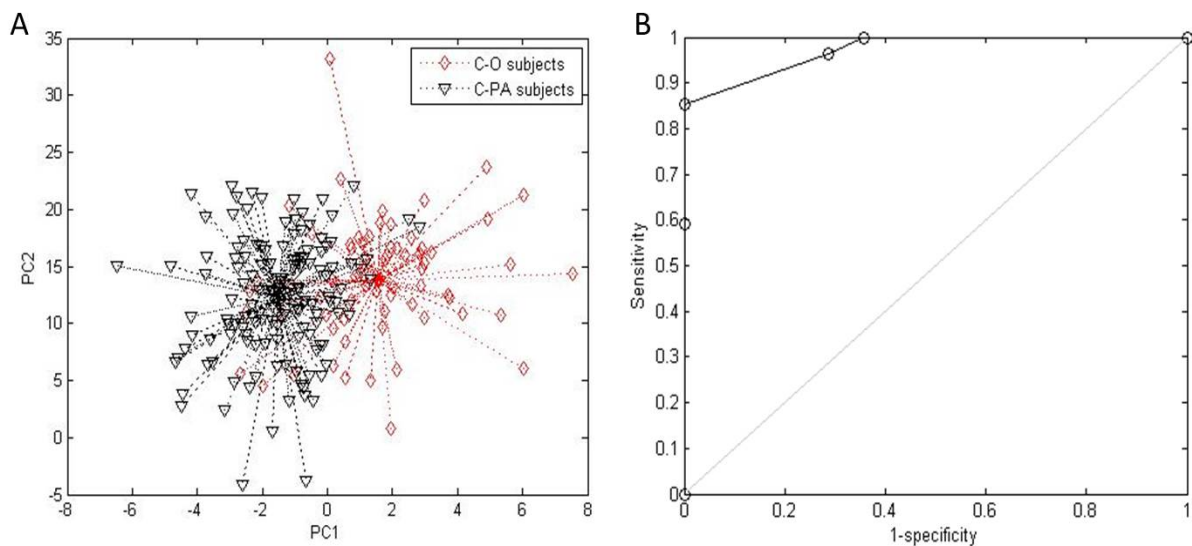 A
35
30
25
20
15
10
5
0
-5
PC2
-8 -6 -4 -2 0 2 4 6 8
PC1
C-O subjects
C-PA subjects
B
1
0.9
0.8
0.7
0.6
0.5
0.4
0.3
0.2
0.1
0
Sensitivity
0 0.2 0.4 0.6 0.8 1
1-specificity